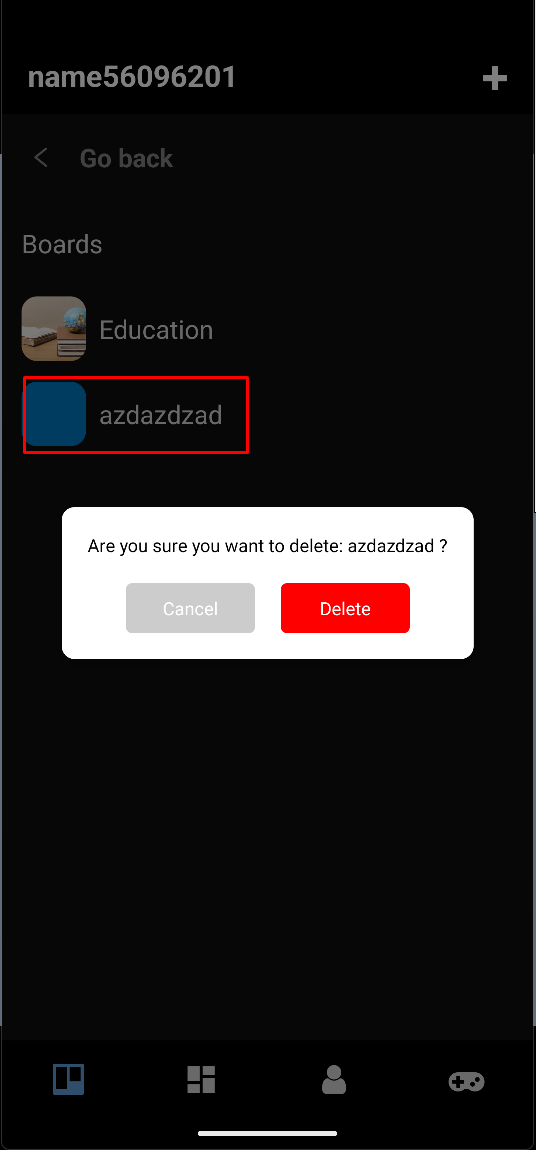 name56096201
Go back
Boards
Education
azdazdzad
Are you sure you want to delete: azdazdzad ?
Cancel
Delete